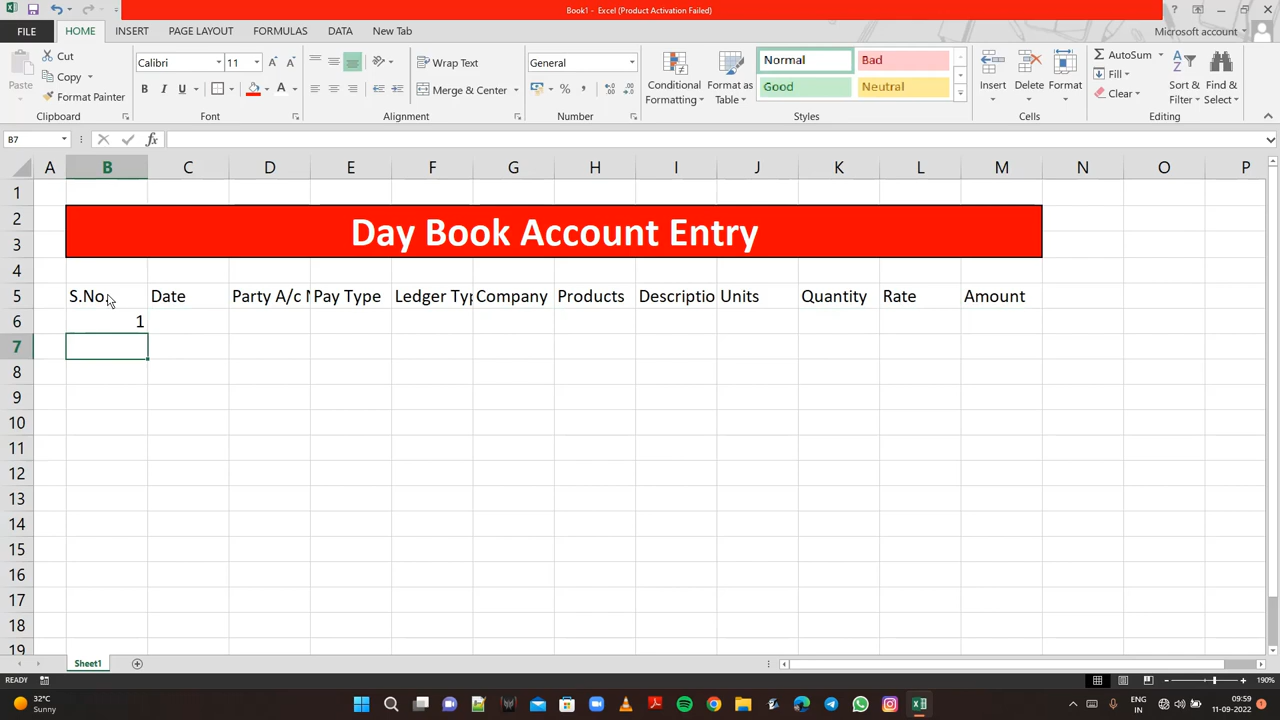 Book1 - Excel (Product Activation Failed)
FILE HOME INSERT PAGE LAYOUT FORMULAS DATA New Tab Microsoft account
Cut
Copy
Format Painter
Paste
Clipboard
Calibri 11
B I U
Font
Wrap Text
Merge & Center
Alignment
General
%
Number
Conditional Formatting
Format as Table
Normal Bad
Good Neutral
Styles
Insert Delete Format
Cells
AutoSum
Fill
Clear
Sort & Filter
Find & Select
Editing
B7 fx
A B C D E F G H I J K L M N O P
1
2
Day Book Account Entry
3
4
5 S.No. Date Party A/c N Pay Type Ledger Typ Company Products Descriptio Units Quantity Rate Amount
6 1
7
8
9
10
11
12
13
14
15
16
17
18
19
Sheet1
READY 190%
32°C
Sunny
ENG
IN
09:59
11-09-2022